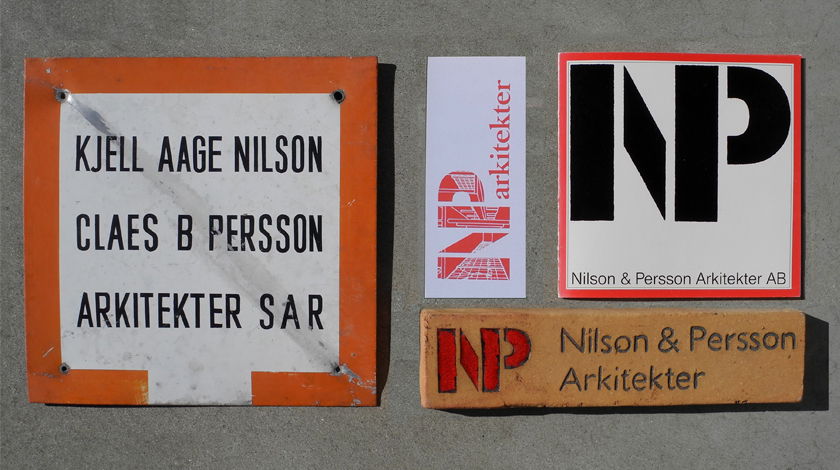 KJELL AAGE NILSON
CLAES B PERSSON
ARKITEKTER SAR
NP arkitekter
NP
Nilson & Persson Arkitekter AB
NP
Nilson & Persson
Arkitekter